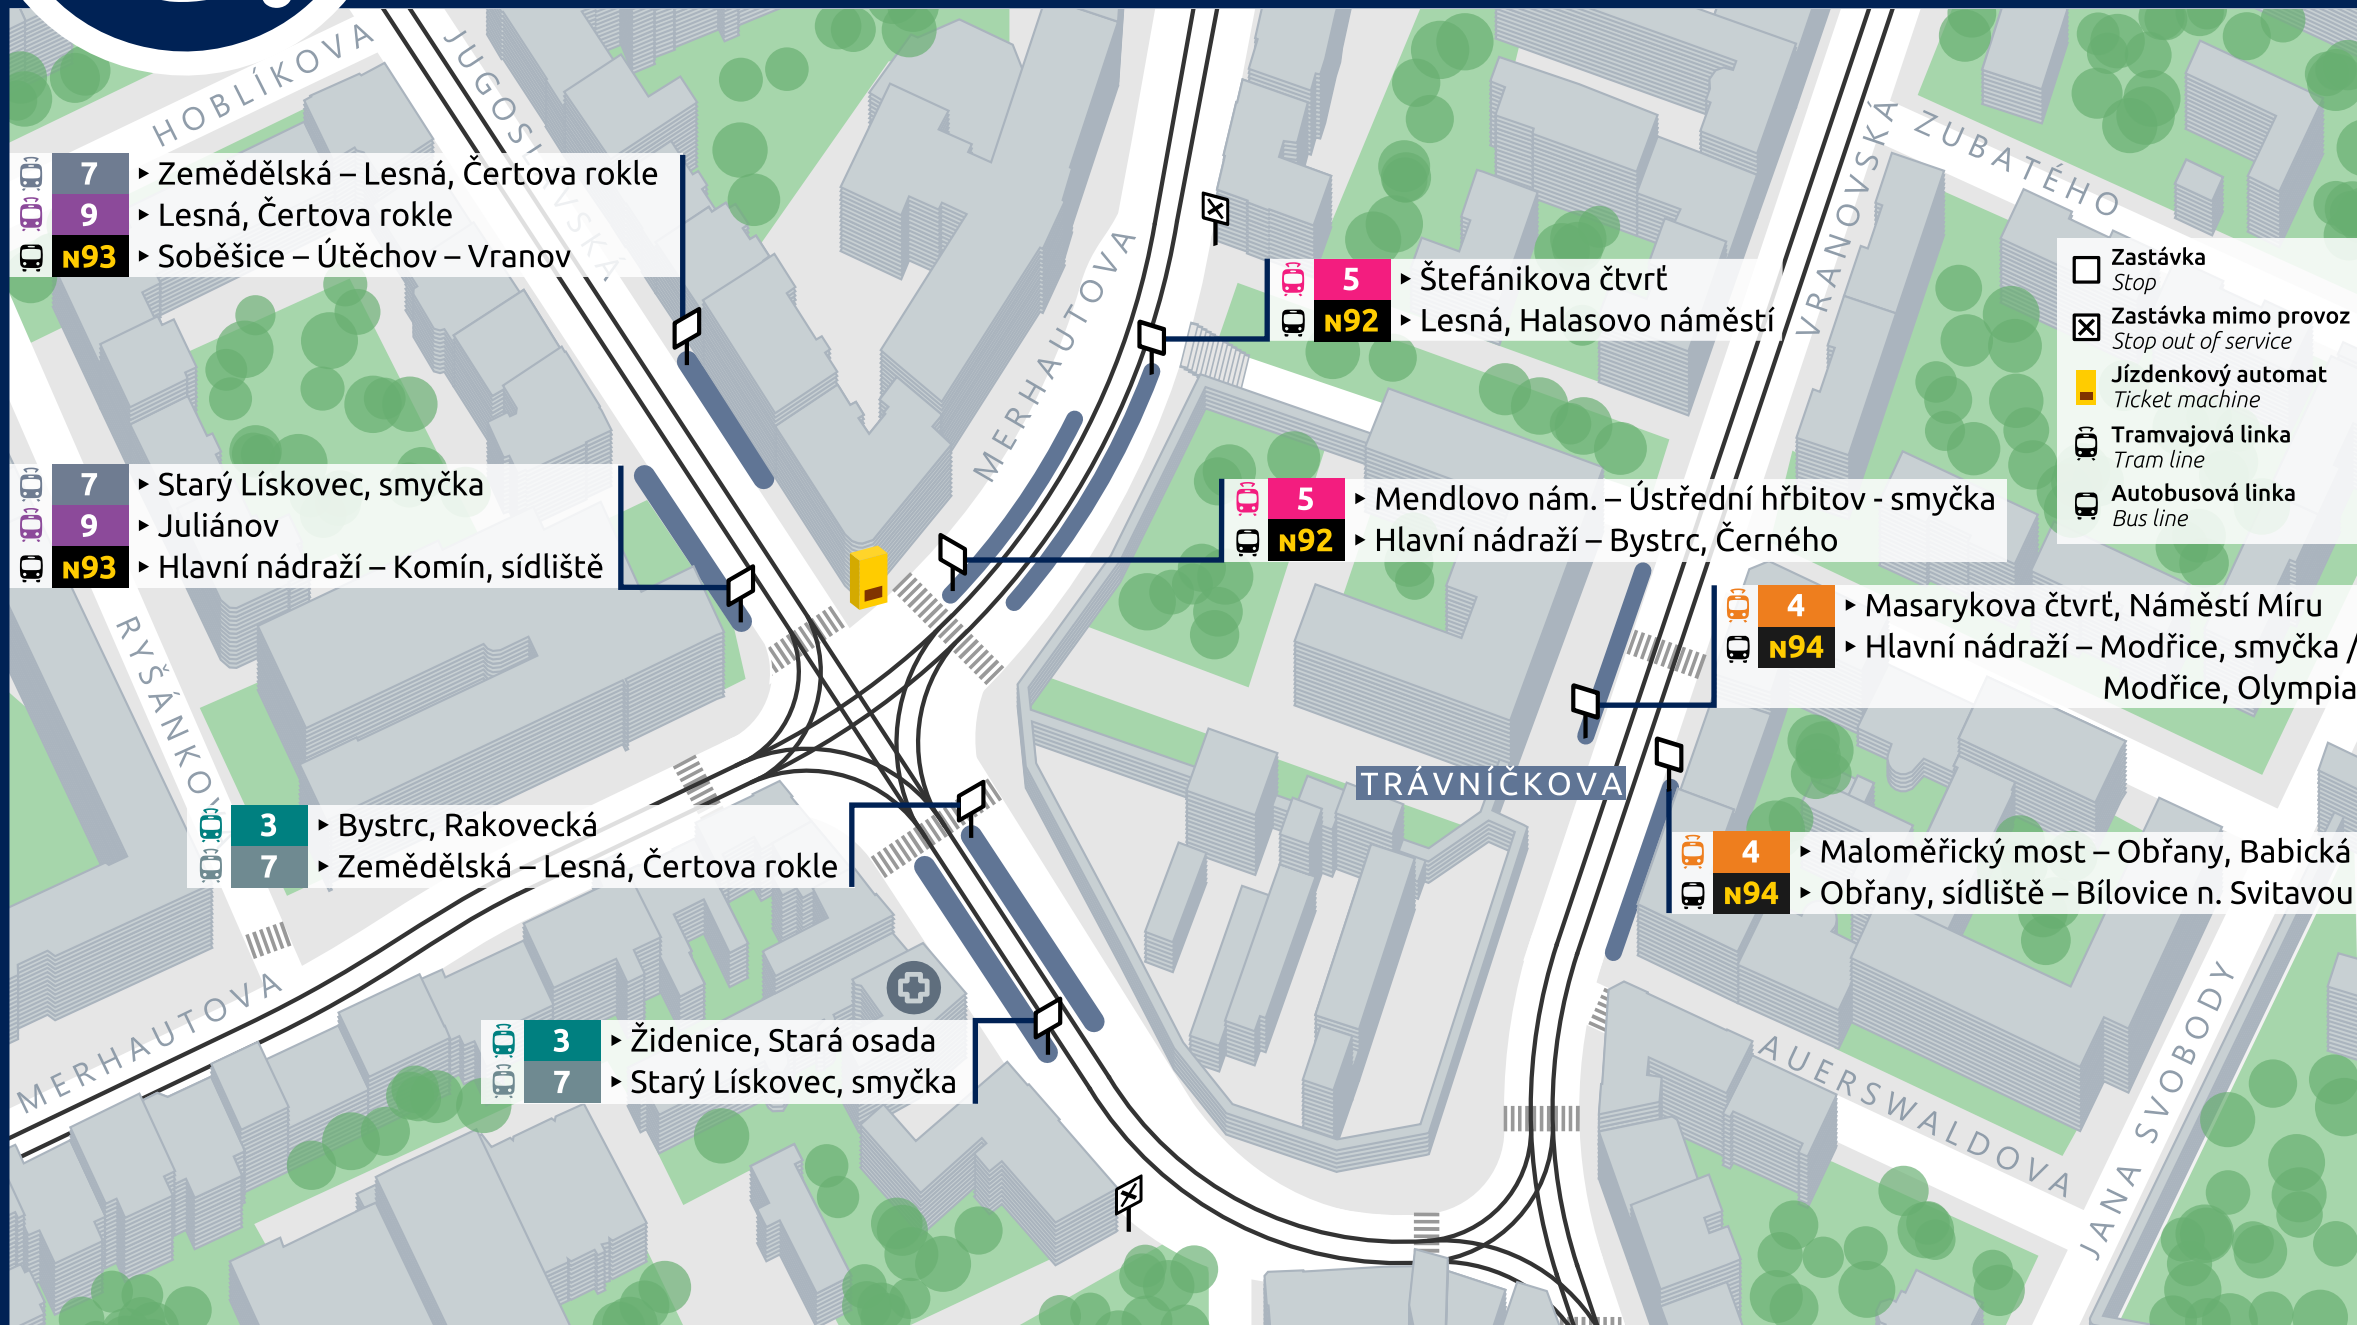 HOBLÍKOVA
JUGOSLAVSKÁ
7 ▸ Zemědělská – Lesná, Čertova rokle
9 ▸ Lesná, Čertova rokle
N93 ▸ Soběšice – Útěchov – Vranov
MERHAUTOVA
5 ▸ Štefánikova čtvrť
N92 ▸ Lesná, Halasovo náměstí
VRANOVSKÁ
ZUBATÉHO
Zastávka
Stop
Zastávka mimo provoz
Stop out of service
Jízdenkový automat
Ticket machine
Tramvajová linka
Tram line
Autobusová linka
Bus line
7 ▸ Starý Lískovec, smyčka
9 ▸ Juliánov
N93 ▸ Hlavní nádraží – Komín, sídliště
5 ▸ Mendlovo nám. – Ústřední hřbitov - smyčka
N92 ▸ Hlavní nádraží – Bystrc, Černého
4 ▸ Masarykova čtvrť, Náměstí Míru
N94 ▸ Hlavní nádraží – Modřice, smyčka /
Modřice, Olympia
RYŠÁNKOV
TRÁVNÍČKOVA
3 ▸ Bystrc, Rakovecká
7 ▸ Zemědělská – Lesná, Čertova rokle
4 ▸ Maloměřický most – Obřany, Babická
N94 ▸ Obřany, sídliště – Bílovice n. Svitavou
MERHAUTOVA
3 ▸ Židenice, Stará osada
7 ▸ Starý Lískovec, smyčka
AUERSWALDOVA
JANA SVOBODY